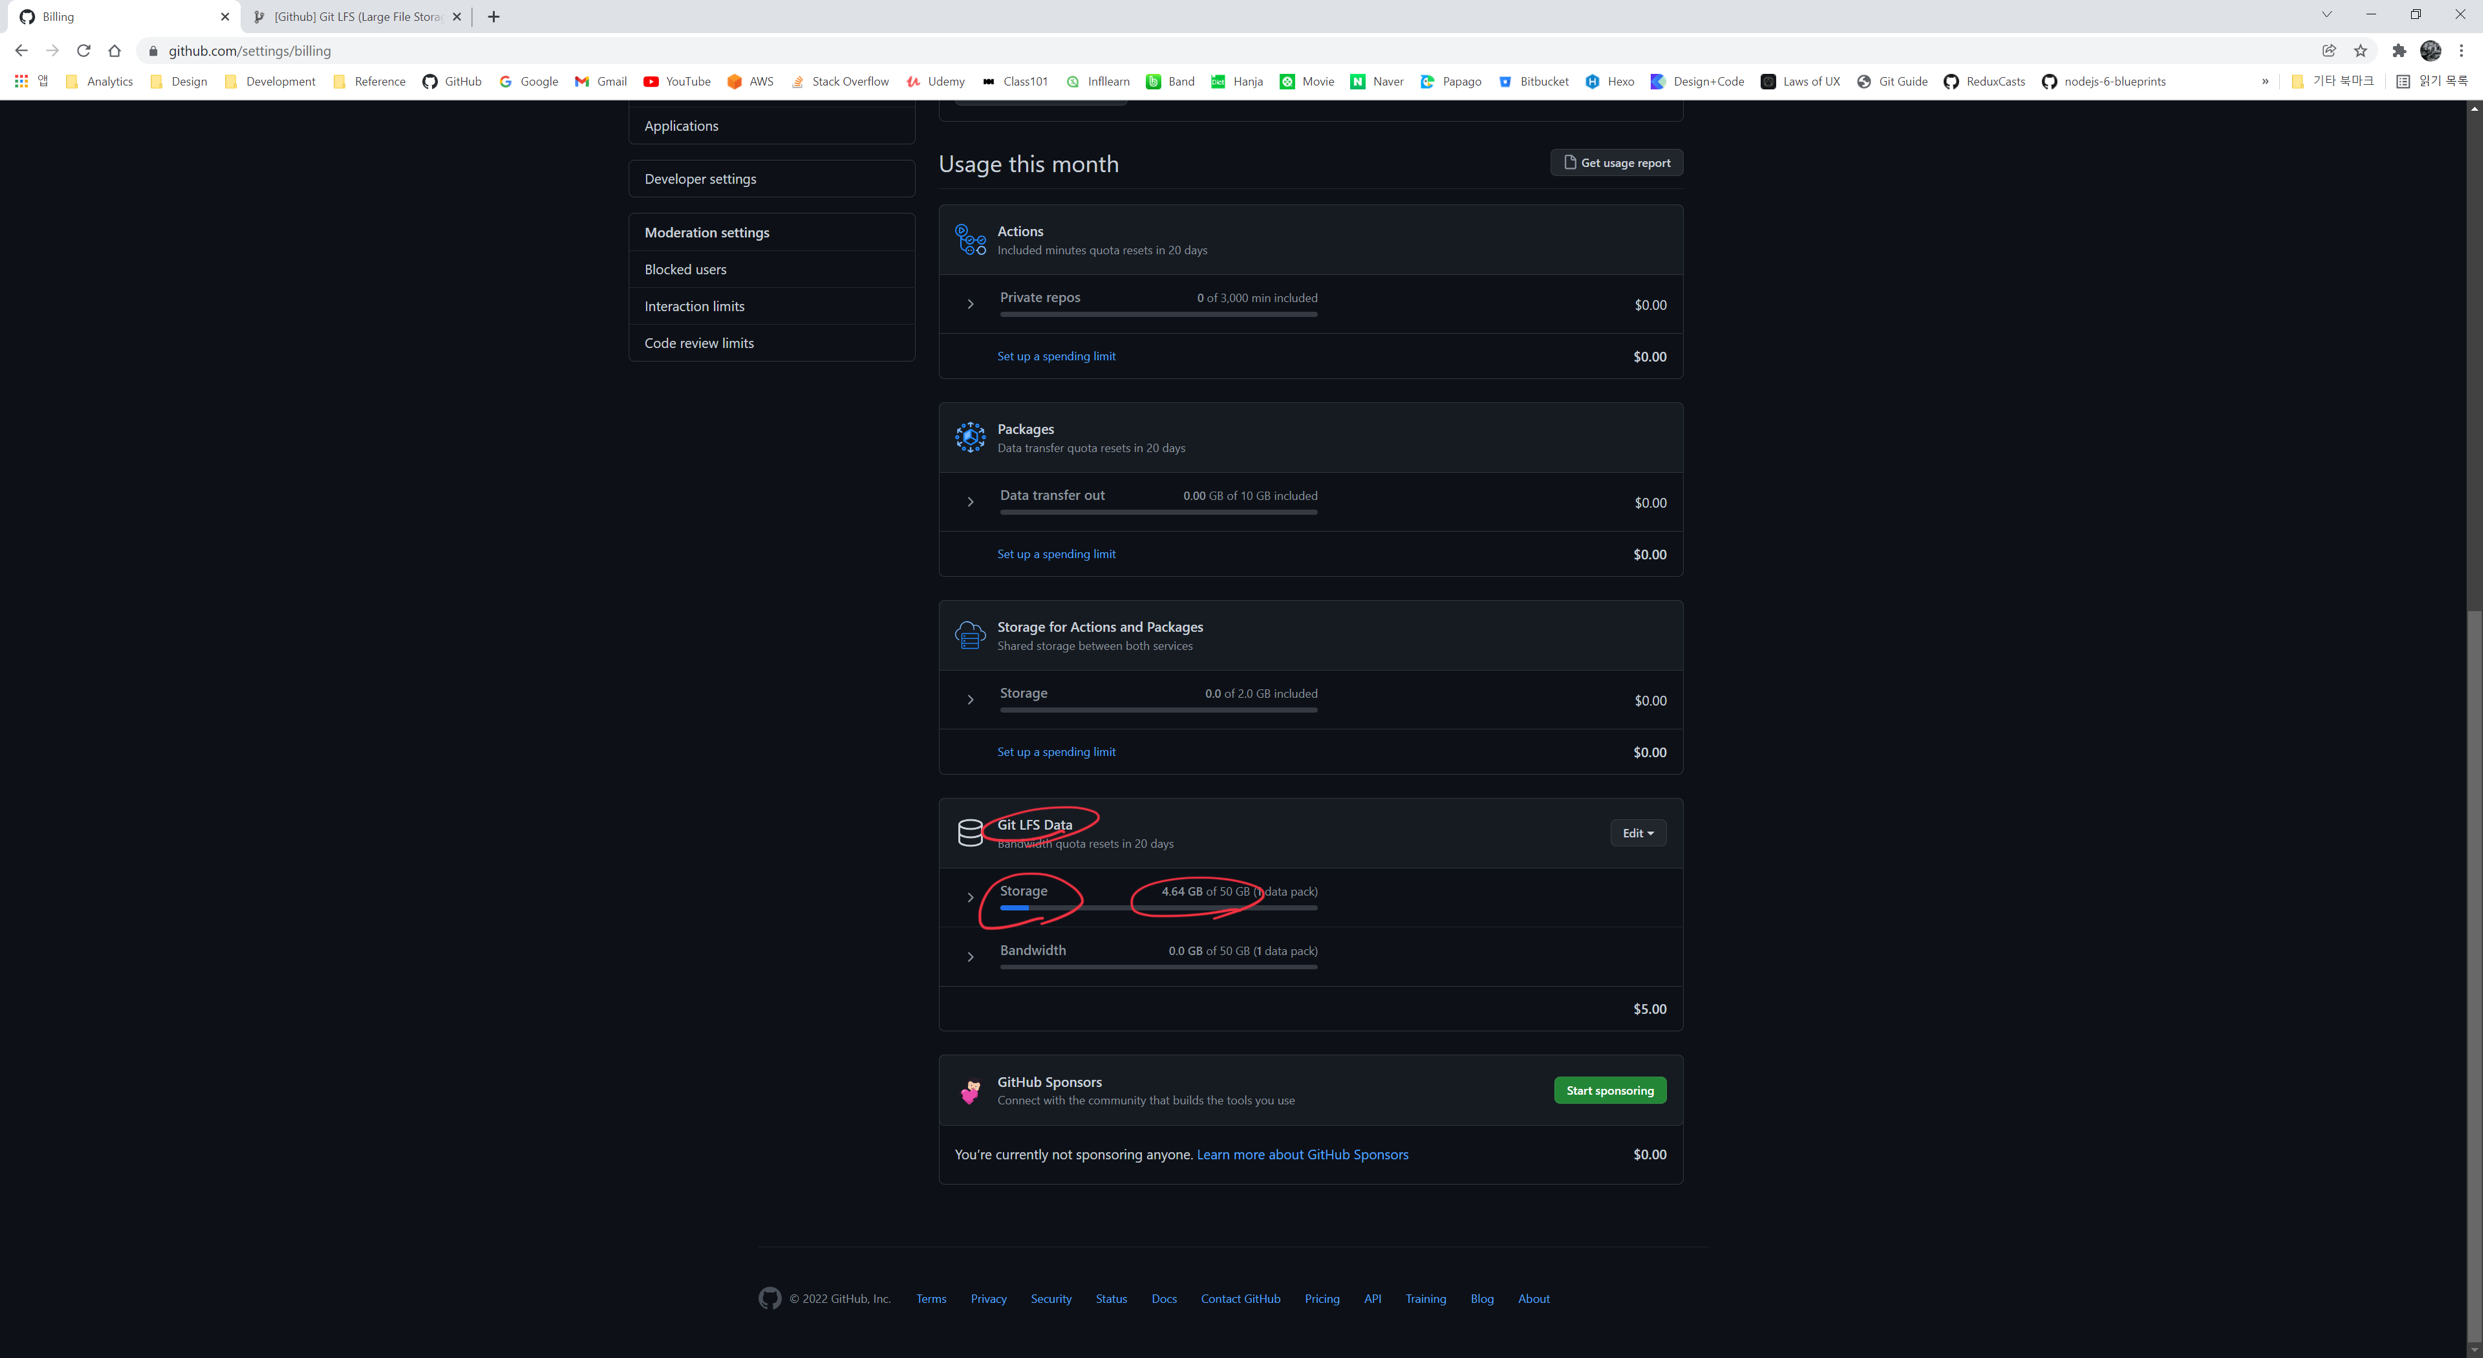 Billing
[Github] Git LFS (Large File Stora
github.com/settings/billing
앱 Analytics Design Development Reference GitHub Google Gmail YouTube AWS Stack Overflow Udemy Class101 Inflearn Band Hanja Movie Naver Papago Bitbucket Hexo Design+Code Laws of UX Git Guide ReduxCasts nodejs-6-blueprints » 기타 북마크 읽기 목록
Applications
Developer settings
Moderation settings
Blocked users
Interaction limits
Code review limits
Usage this month
Get usage report
Actions
Included minutes quota resets in 20 days
Private repos 0 of 3,000 min included $0.00
Set up a spending limit $0.00
Packages
Data transfer quota resets in 20 days
Data transfer out 0.00 GB of 10 GB included $0.00
Set up a spending limit $0.00
Storage for Actions and Packages
Shared storage between both services
Storage 0.0 of 2.0 GB included $0.00
Set up a spending limit $0.00
Git LFS Data
Bandwidth quota resets in 20 days
Edit
Storage 4.64 GB of 50 GB (1 data pack)
Bandwidth 0.0 GB of 50 GB (1 data pack)
$5.00
GitHub Sponsors
Connect with the community that builds the tools you use
Start sponsoring
You're currently not sponsoring anyone. Learn more about GitHub Sponsors $0.00
© 2022 GitHub, Inc. Terms Privacy Security Status Docs Contact GitHub Pricing API Training Blog About